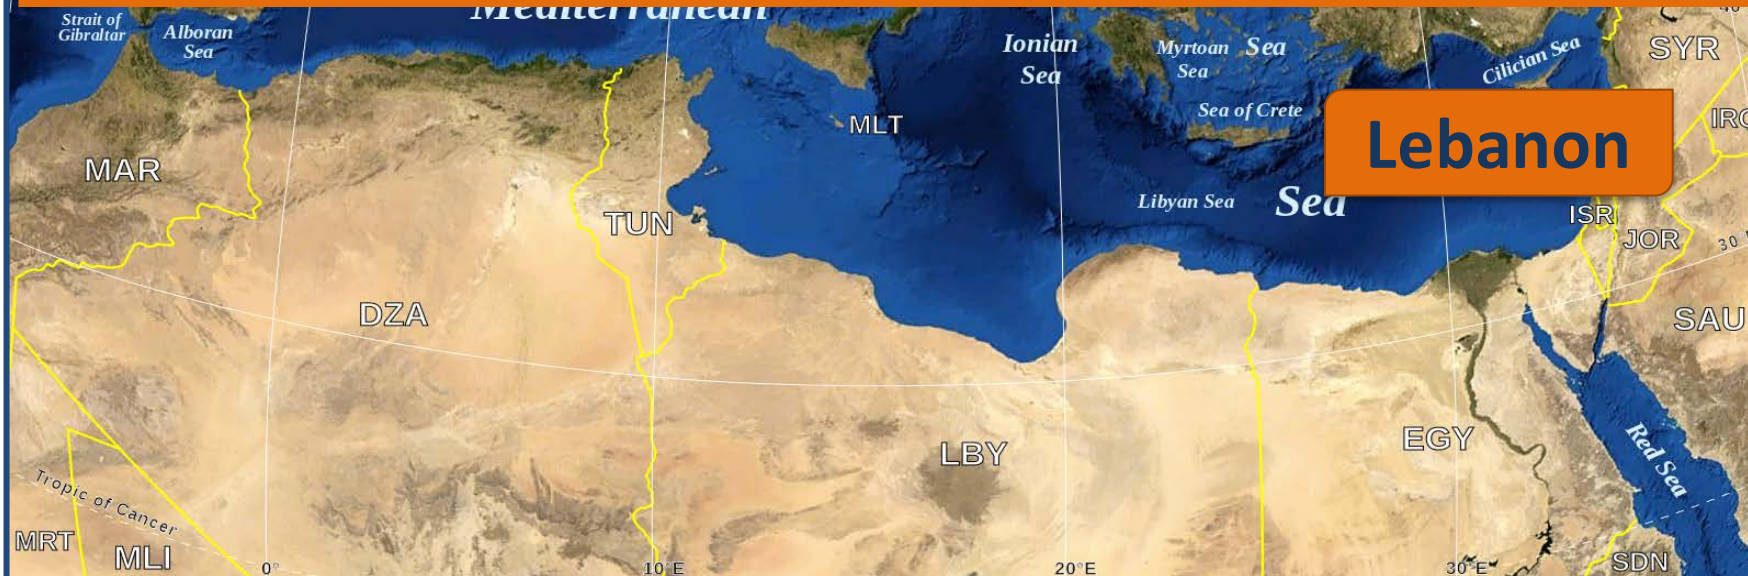 Mediterranean
Strait of
Gibraltar
Alboran
Sea
Ionian
Sea
Myrtoan
Sea
Sea
Cilician Sea
SYR
Sea of Crete
MLT
Lebanon
MAR
Libyan Sea
Sea
ISR
TUN
JOR
30
DZA
SAU
LBY
EGY
Red Sea
Tropic of Cancer
MRT
MLI
SDN
0°
10°E
20°E
30°E